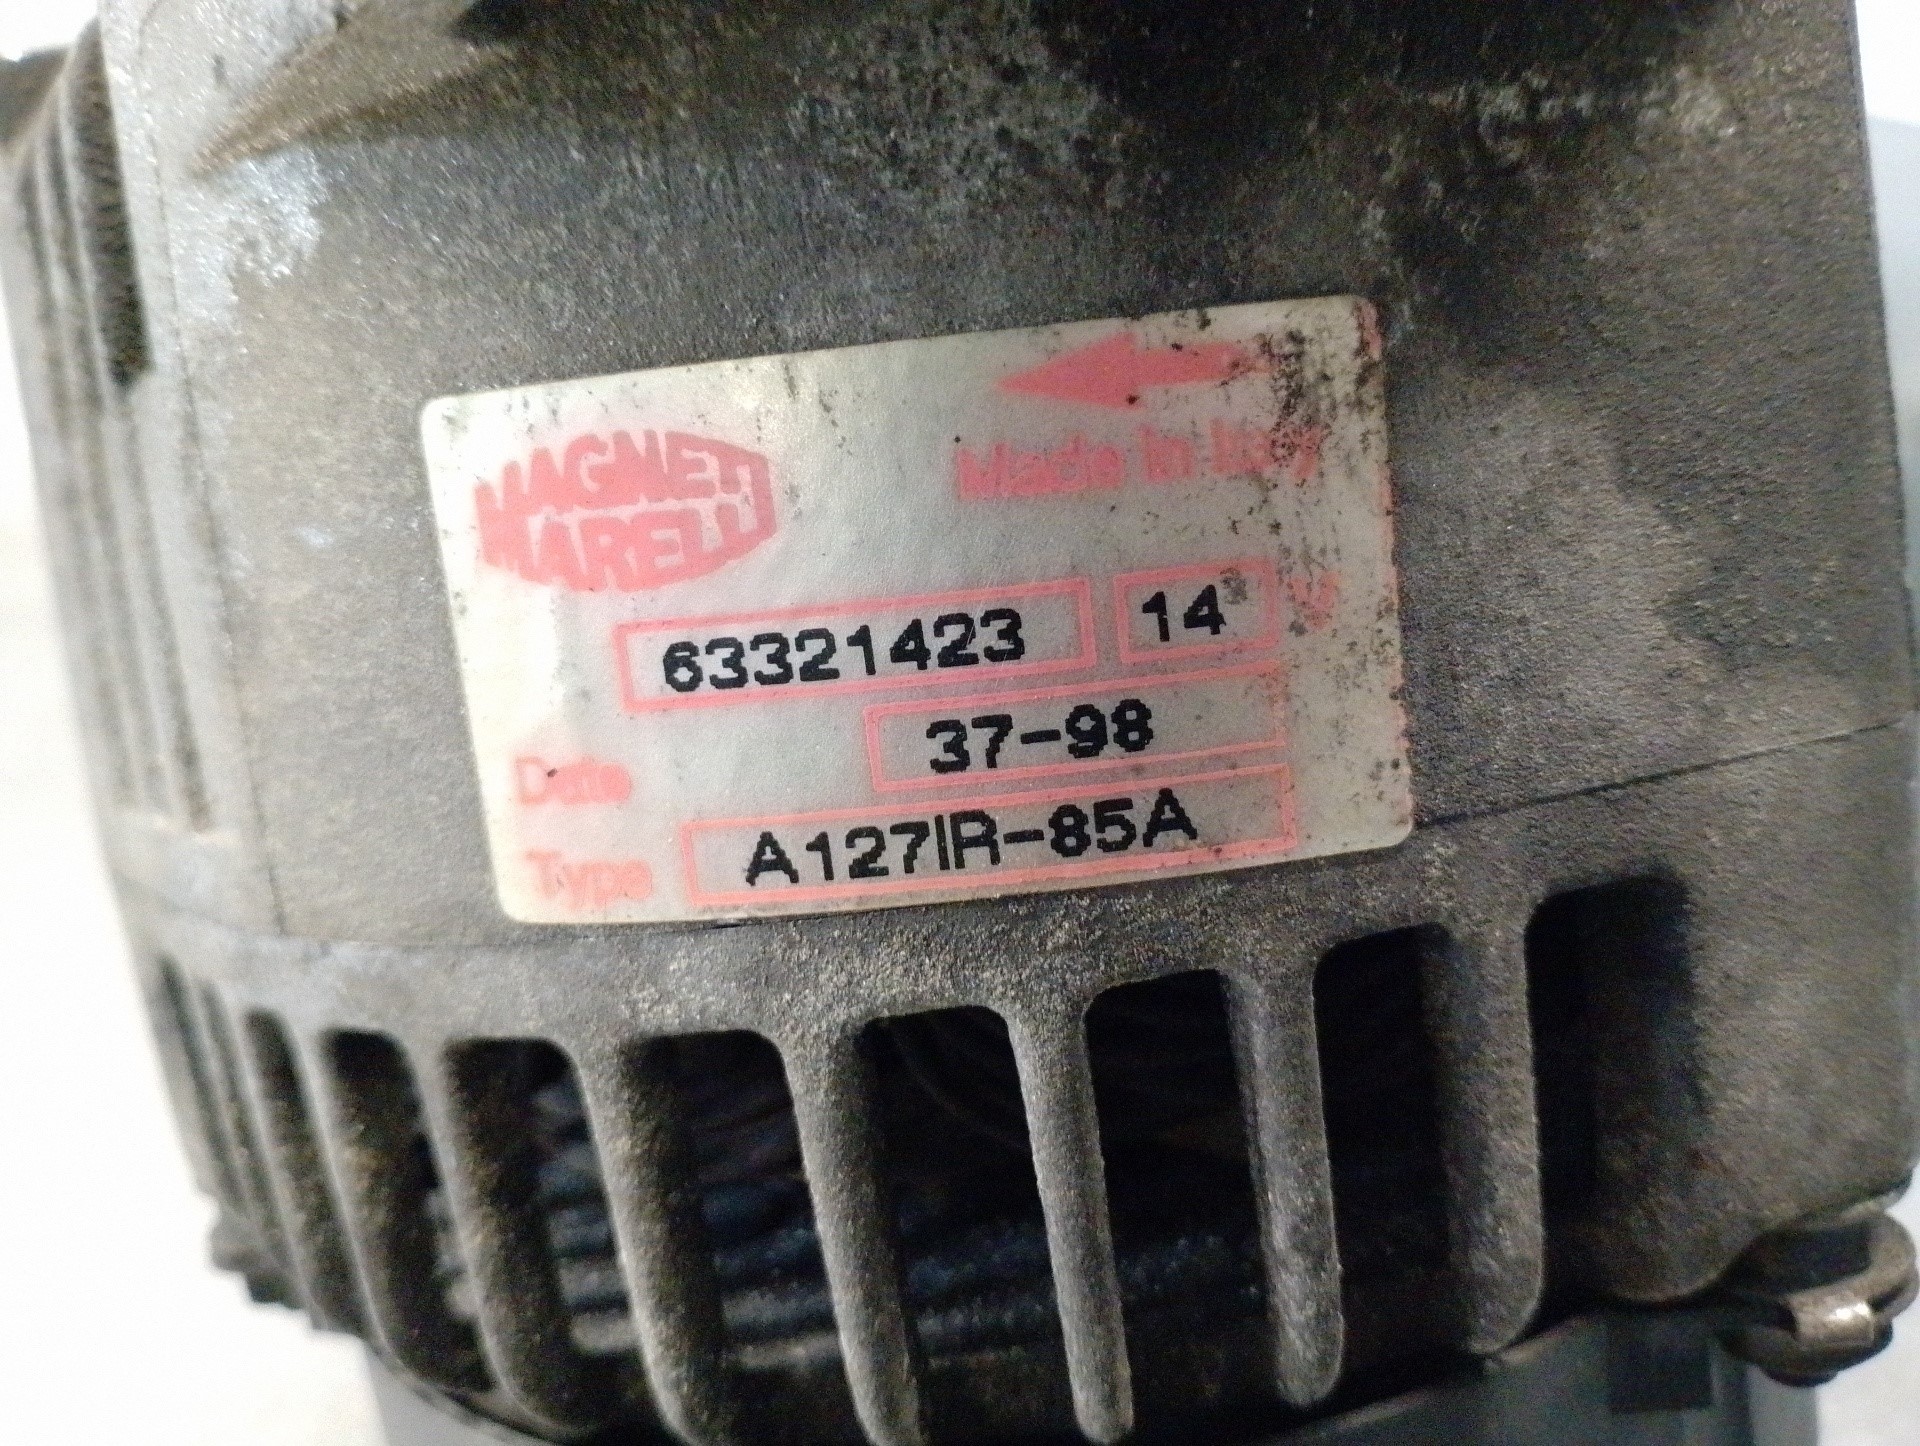 MAGNETI
MARELLI
Made in Italy
63321423 14 V
Date 37-98
Type A127IR-85A